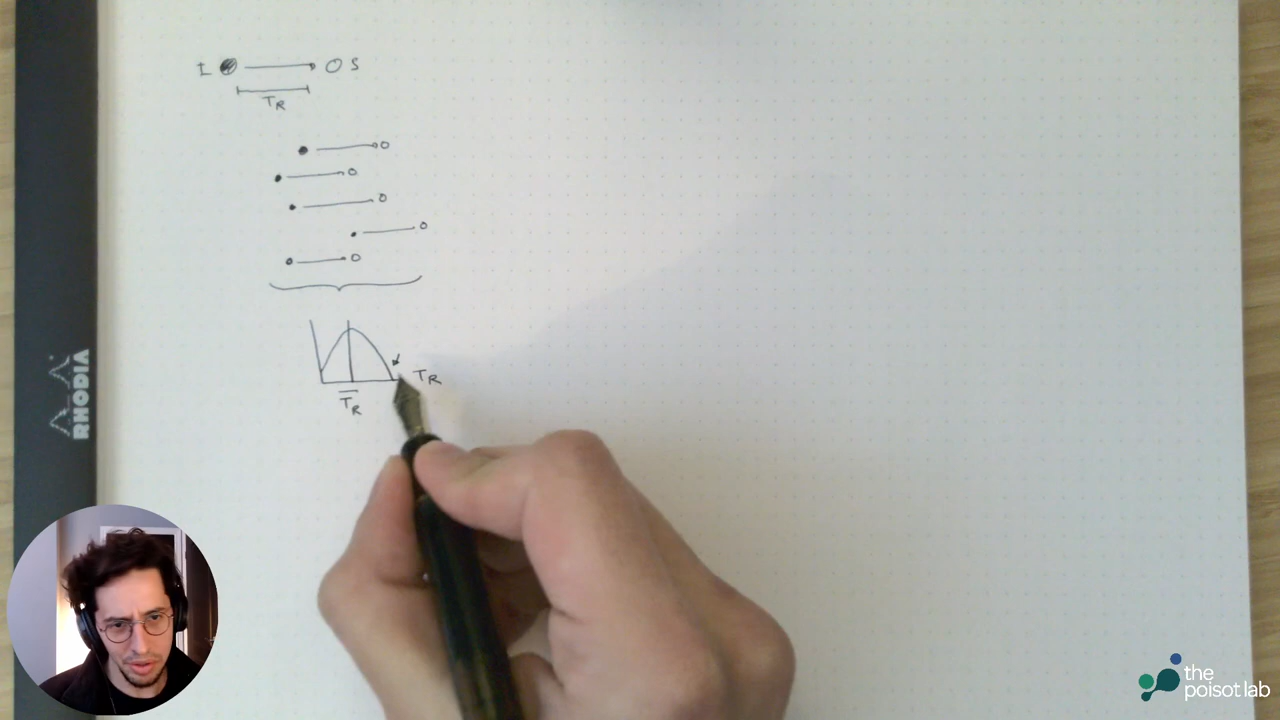 I S
TR
TR
TR
RHODIA
the
poisot lab